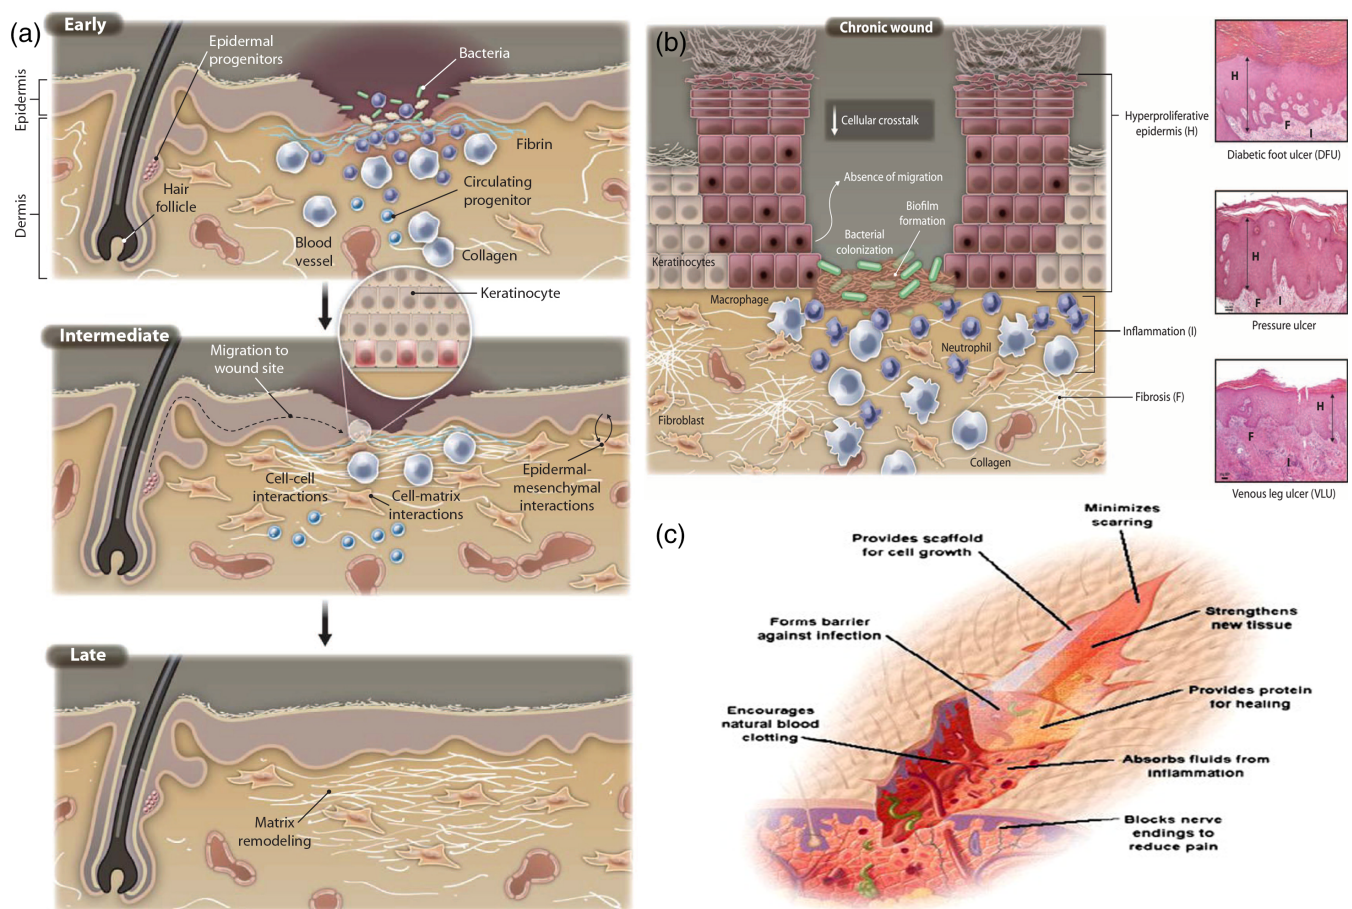 (a)
Early
Epidermal
progenitors
Bacteria
Epidermis
Dermis
Fibrin
Hair
follicle
Circulating
progenitor
Blood
vessel
Collagen
Keratinocyte
Intermediate
Migration to
wound site
Cell-cell
interactions
Cell-matrix
interactions
Epidermal-
mesenchymal
interactions
Late
Matrix
remodeling
(b)
Chronic wound
Cellular crosstalk
Absence of migration
Biofilm
formation
Bacterial
colonization
Keratinocytes
Macrophage
Neutrophil
Fibroblast
Collagen
Hyperproliferative
epidermis (H)
Inflammation (I)
Fibrosis (F)
H
F
I
Diabetic foot ulcer (DFU)
H
F
I
Pressure ulcer
H
F
I
Venous leg ulcer (VLU)
(c)
Minimizes
scarring
Provides scaffold
for cell growth
Strengthens
new tissue
Forms barrier
against infection
Provides protein
for healing
Encourages
natural blood
clotting
Absorbs fluids from
inflammation
Blocks nerve
endings to
reduce pain